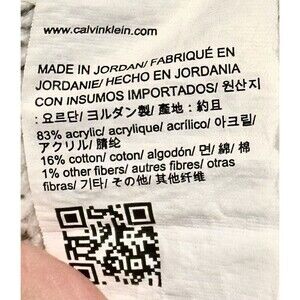 www.calvinklein.com
MADE IN JORDAN/ FABRIQUÉ EN
JORDANIE/ HECHO EN JORDANIA
CON INSUMOS IMPORTADOS/ 원산지
: 요르단/ ヨルダン製/ 產地 : 約旦
83% acrylic/ acrylique/ acrílico/ 아크릴/
アクリル/ 腈纶
16% cotton/ coton/ algodón/ 면/ 綿/ 棉
1% other fibers/ autres fibres/ otras
fibras/ 기타/ その他/ 其他纤维